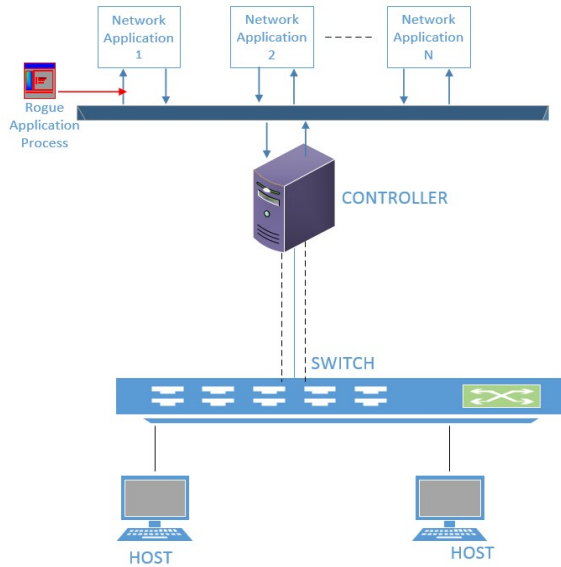 Network
Application
1
Network
Application
2
Network
Application
N
Rogue
Application
Process
CONTROLLER
SWITCH
HOST
HOST